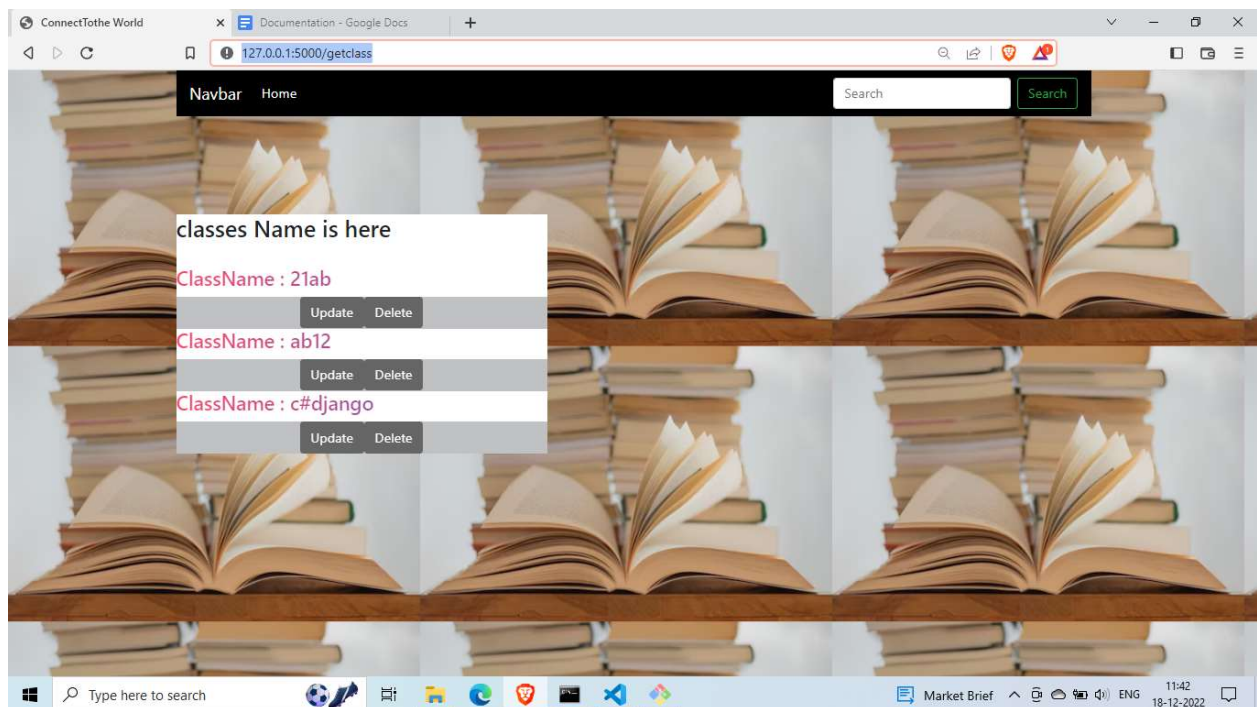 ConnectTothe World
Documentation - Google Docs
127.0.0.1:5000/getclass
Navbar Home Search Search
classes Name is here
ClassName : 21ab
Update Delete
ClassName : ab12
Update Delete
ClassName : c#django
Update Delete
Type here to search
Market Brief
ENG
11:42
18-12-2022